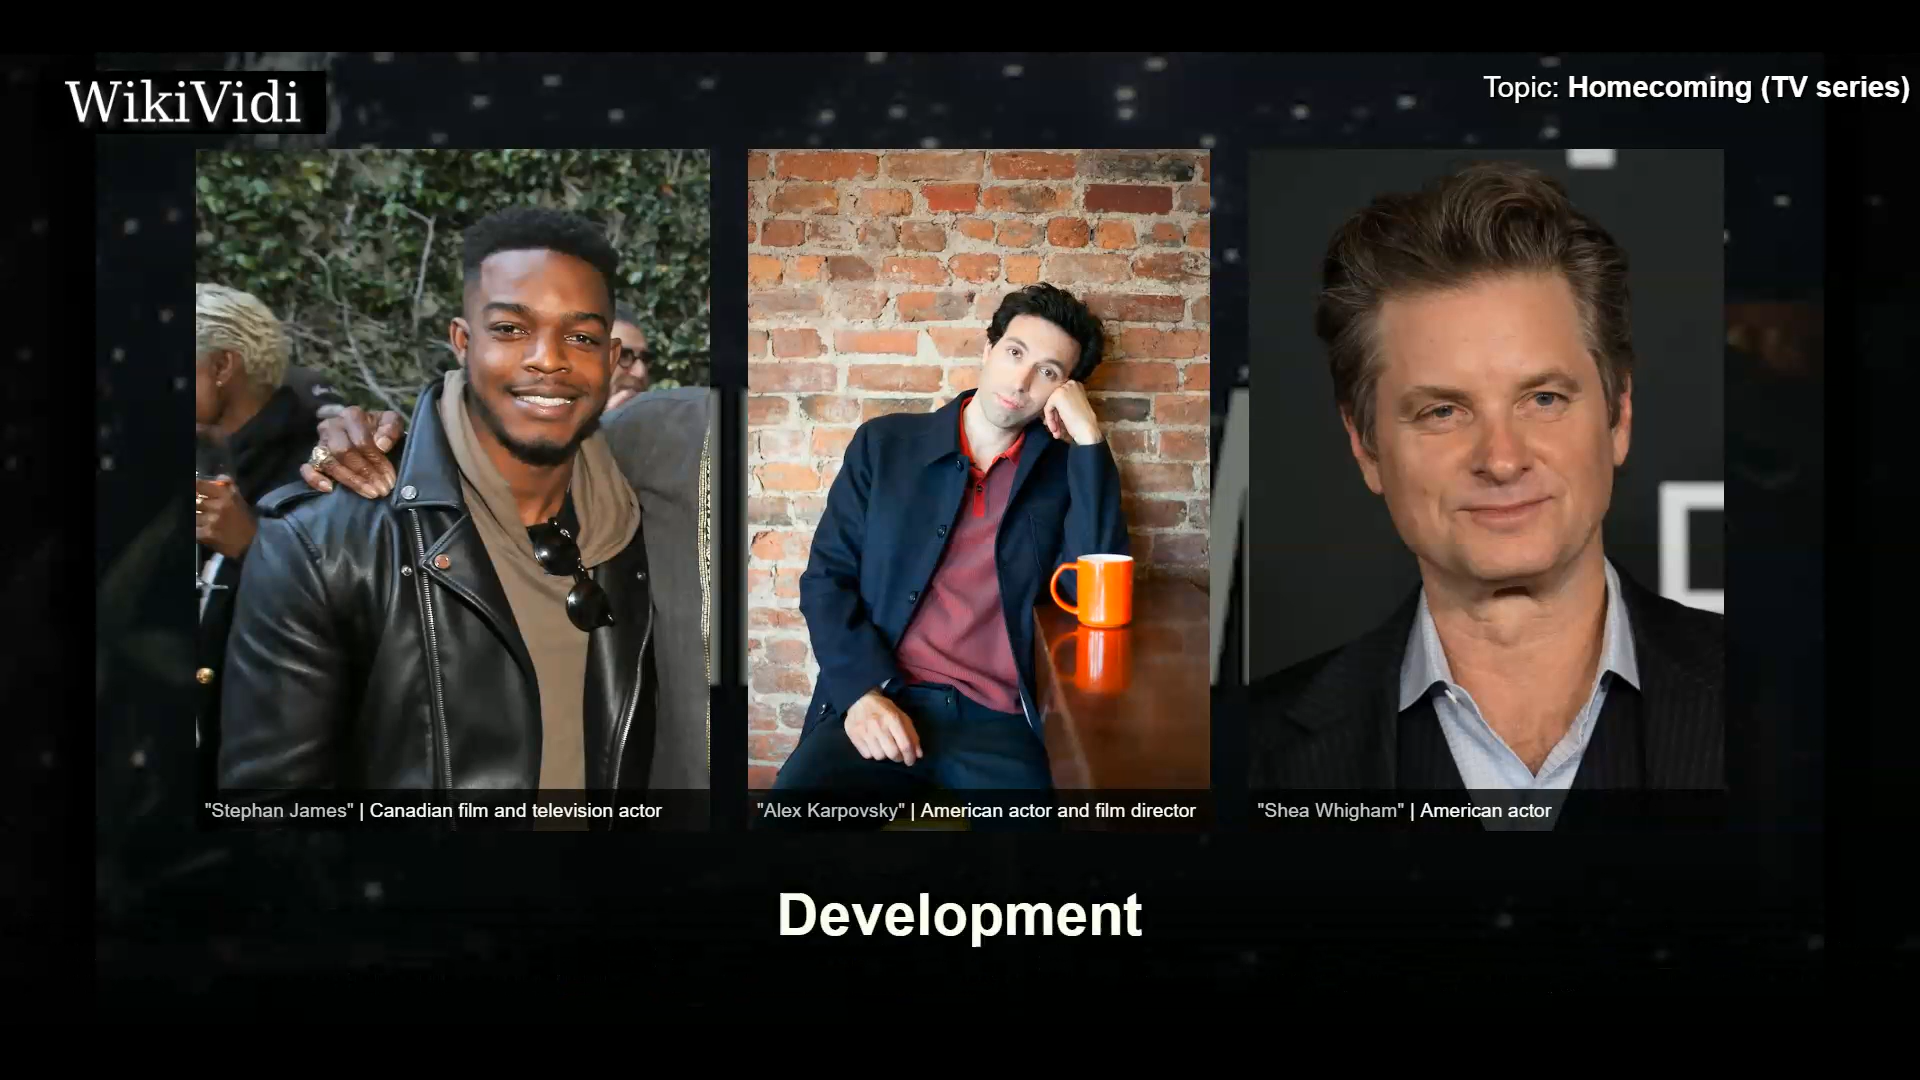 WikiVidi
Topic: Homecoming (TV series)
"Stephan James" | Canadian film and television actor
"Alex Karpovsky" | American actor and film director
"Shea Whigham" | American actor
Development